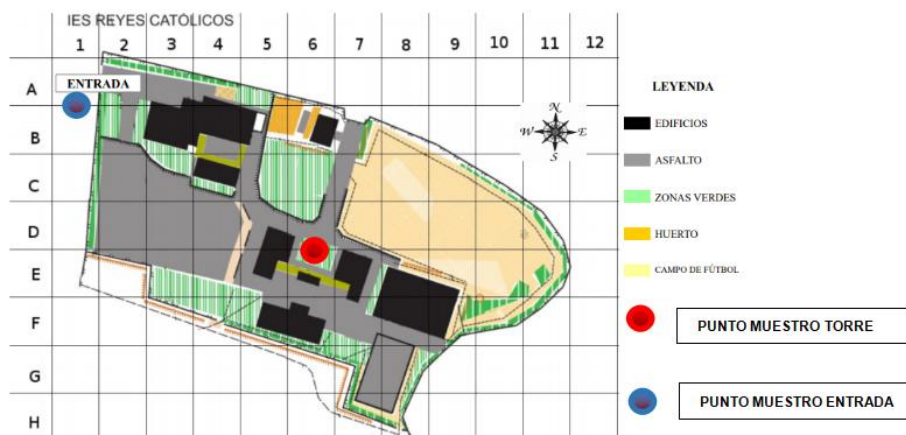 IES REYES CATÓLICOS
1 2 3 4 5 6 7 8 9 10 11 12
A
ENTRADA
B
C
D
E
F
G
H
N
W E
S
LEYENDA
EDIFICIOS
ASFALTO
ZONAS VERDES
HUERTO
CAMPO DE FÚTBOL
PUNTO MUESTRO TORRE
PUNTO MUESTRO ENTRADA